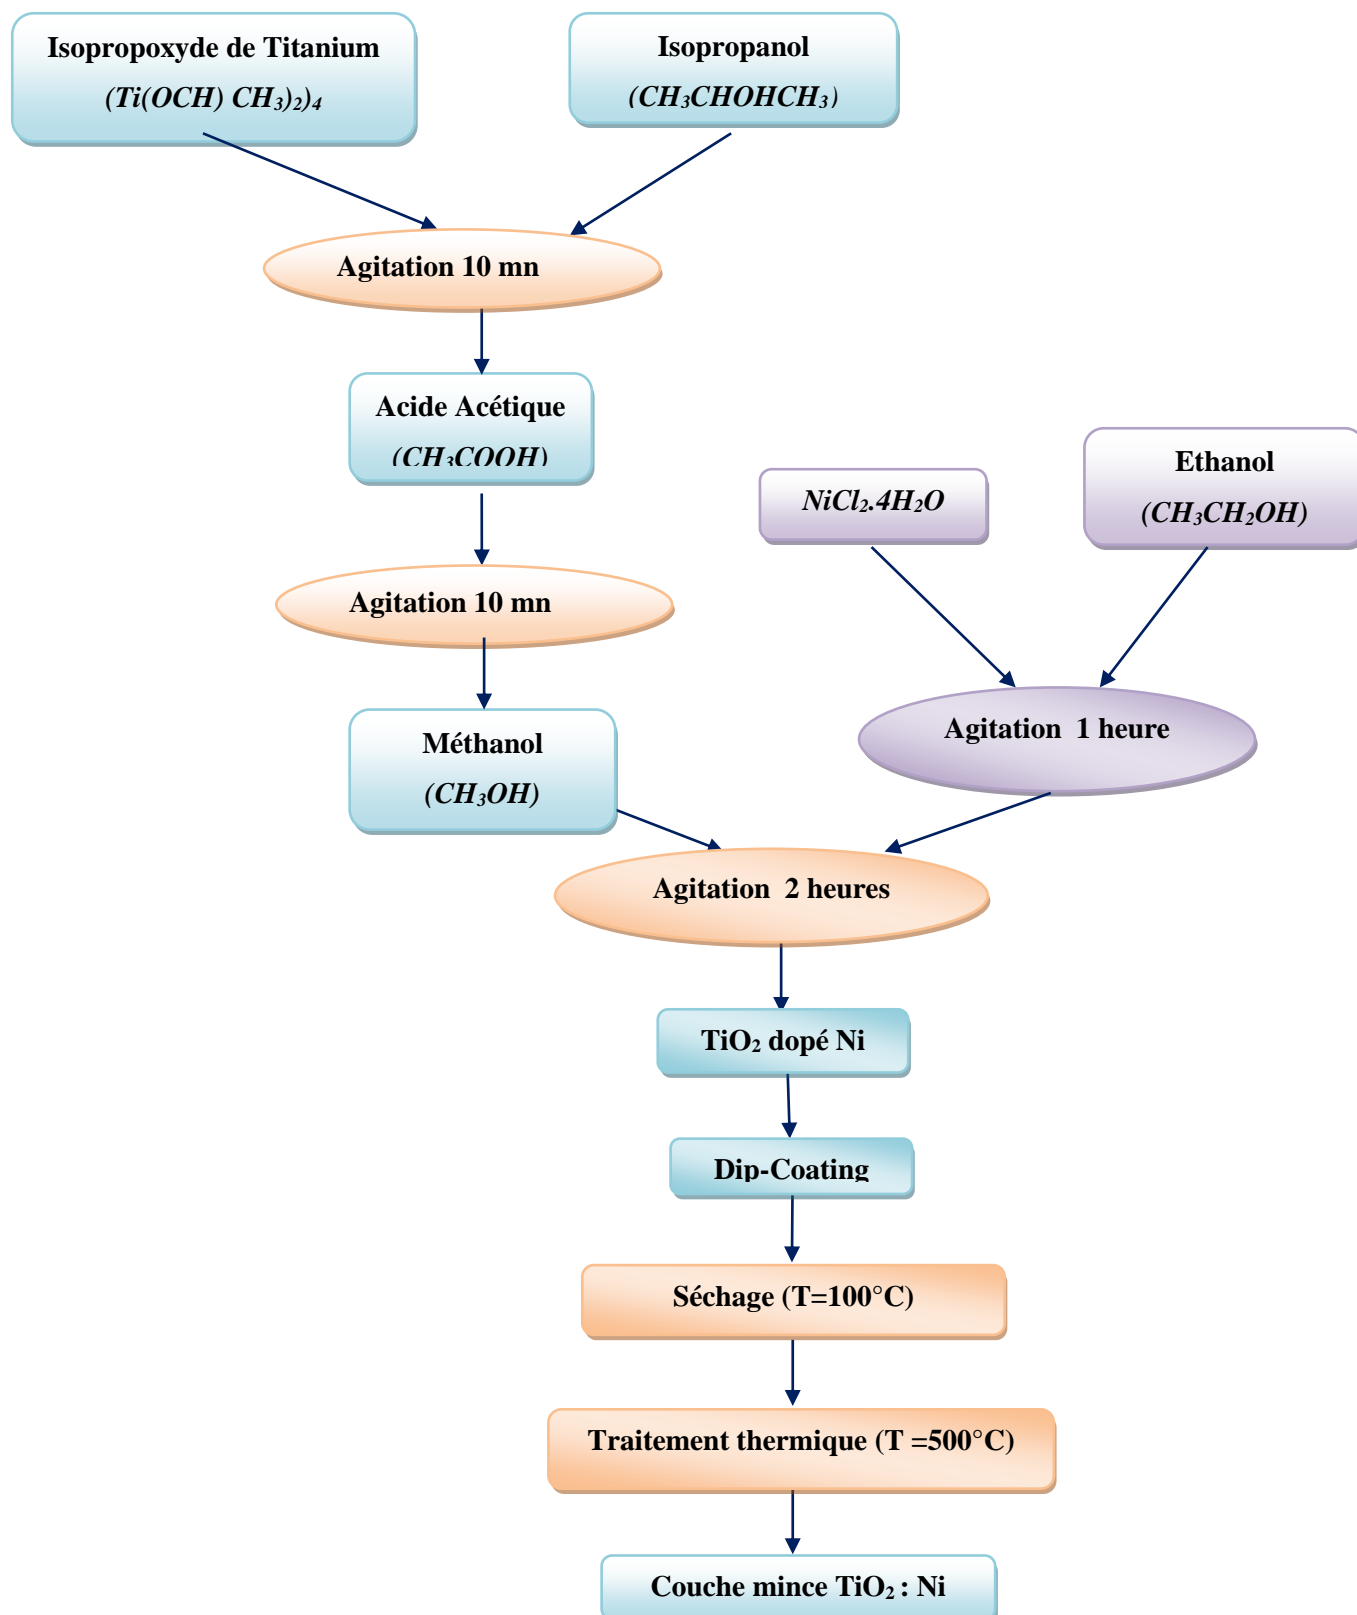 Isopropoxyde de Titanium
(Ti(OCH) CH₃)₂)₄
Isopropanol
(CH₃CHOHCH₃)
Agitation 10 mn
Acide Acétique
(CH₃COOH)
Ethanol
(CH₃CH₂OH)
NiCl₂.4H₂O
Agitation 10 mn
Méthanol
(CH₃OH)
Agitation 1 heure
Agitation 2 heures
TiO₂ dopé Ni
Dip-Coating
Séchage (T=100°C)
Traitement thermique (T =500°C)
Couche mince TiO₂ : Ni